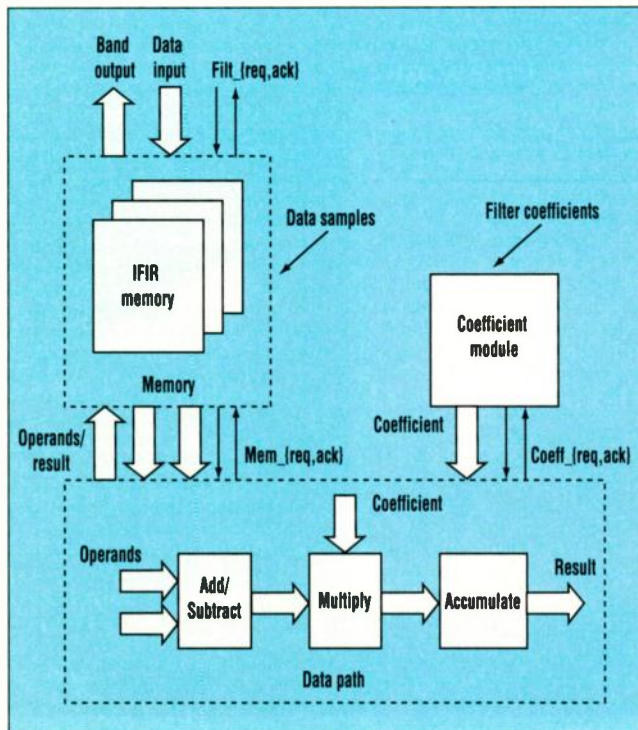 Band
output
Data
input
Filt_{req,ack}
Data samples
Filter coefficients
IFIR
memory
Coefficient
module
Memory
Operands/
result
Mem_{req,ack}
Coefficient
Coeff_{req,ack}
Coefficient
Operands
Add/
Subtract
Multiply
Accumulate
Result
Data path